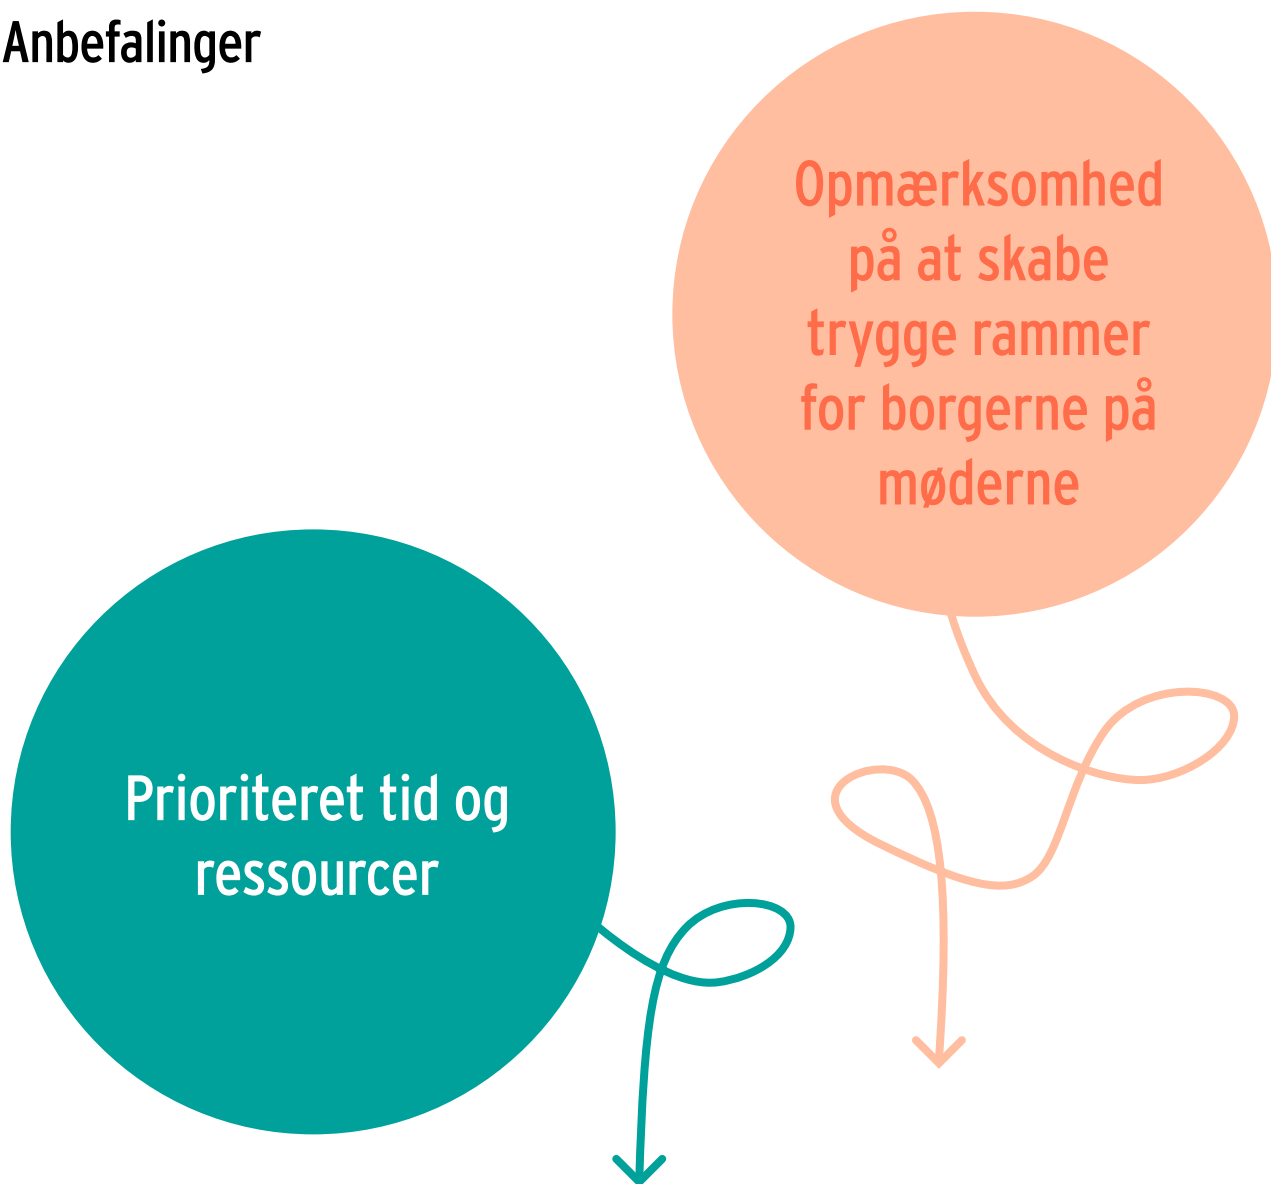 Anbefalinger
Opmærksomhed
på at skabe
trygge rammer
for borgerne på
møderne
Prioriteret tid og
ressourcer